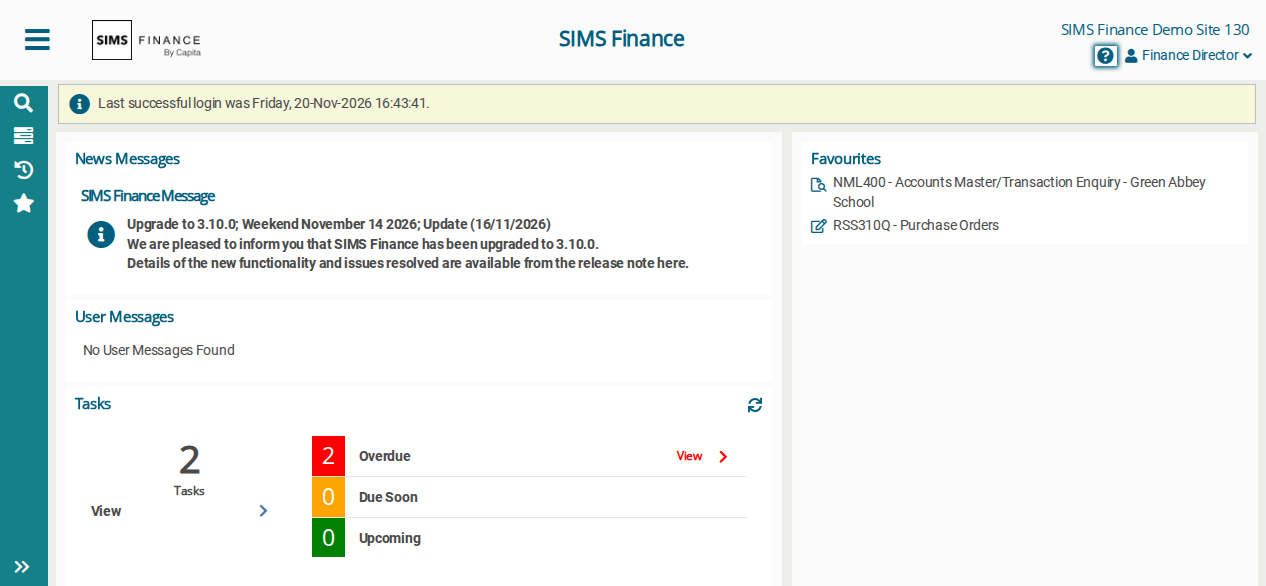 SIMS FINANCE
By Capita
SIMS Finance
SIMS Finance Demo Site 130
Finance Director
Last successful login was Friday, 20-Nov-2026 16:43:41.
News Messages
SIMS Finance Message
Upgrade to 3.10.0; Weekend November 14 2026; Update (16/11/2026)
We are pleased to inform you that SIMS Finance has been upgraded to 3.10.0.
Details of the new functionality and issues resolved are available from the release note here.
User Messages
No User Messages Found
Tasks
2
Tasks
View
2 Overdue View
0 Due Soon
0 Upcoming
Favourites
NML400 - Accounts Master/Transaction Enquiry - Green Abbey
School
RSS310Q - Purchase Orders